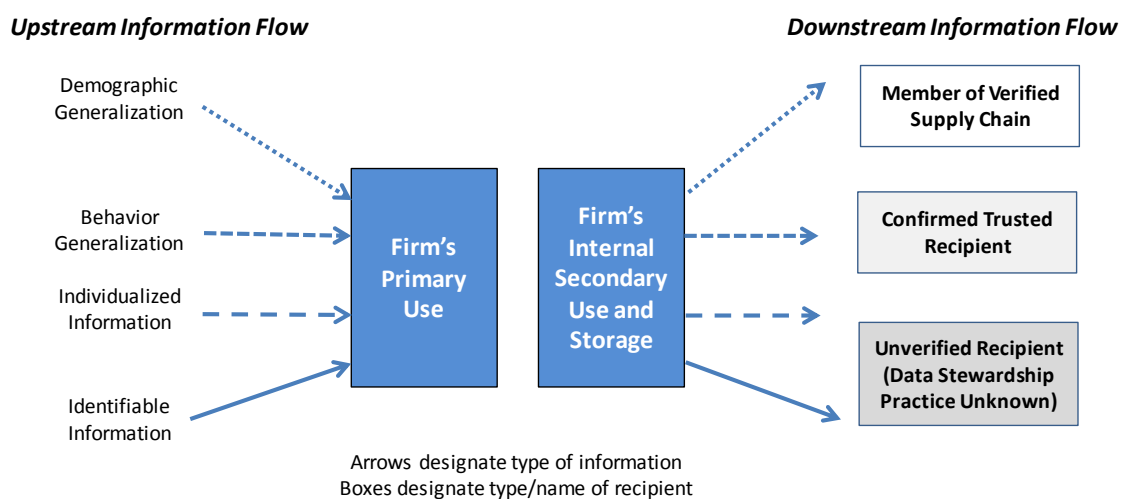 Upstream Information Flow
Downstream Information Flow
Demographic
Generalization
Behavior
Generalization
Individualized
Information
Identifiable
Information
Firm’s
Primary
Use
Firm’s
Internal
Secondary
Use and
Storage
Member of Verified
Supply Chain
Confirmed Trusted
Recipient
Unverified Recipient
(Data Stewardship
Practice Unknown)
Arrows designate type of information
Boxes designate type/name of recipient